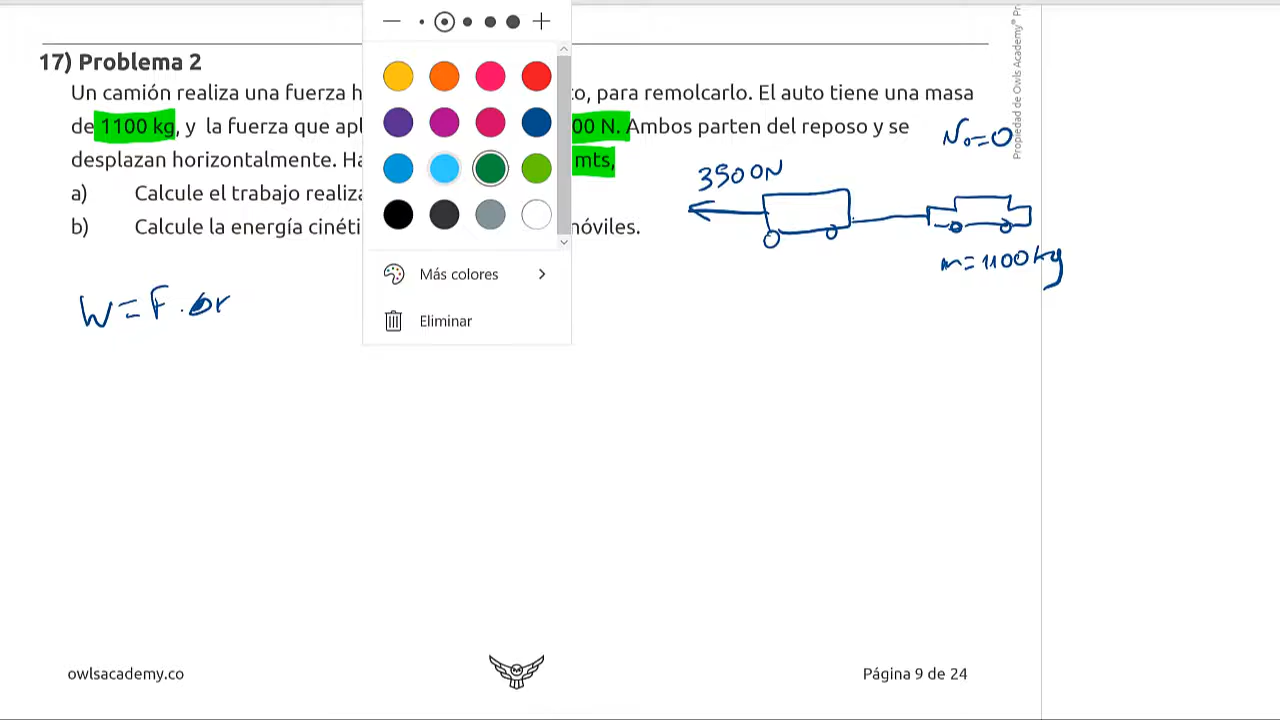 17) Problema 2
Un camión realiza una fuerza h
to, para remolcarlo. El auto tiene una masa
de 1100 kg, y la fuerza que apl
00 N. Ambos parten del reposo y se
desplazan horizontalmente. Ha
mts,
a) Calcule el trabajo realiza
b) Calcule la energía cinéti
móviles.
Más colores
Eliminar
3500N
V₀=0
m=1100kg
W=F.Δr
Propiedad de Owls Academy® Pr
owlsacademy.co
Página 9 de 24